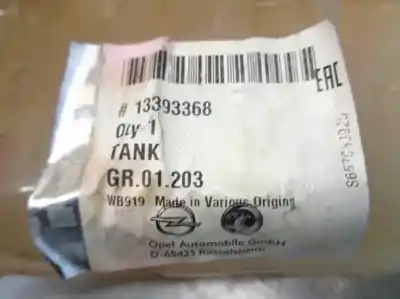 # 13393368
Qty 1
TANK
GR.01.203
WB919 Made in Various Origins
Opel Automobile GmbH
D-65423 Rüsselsheim
EAC